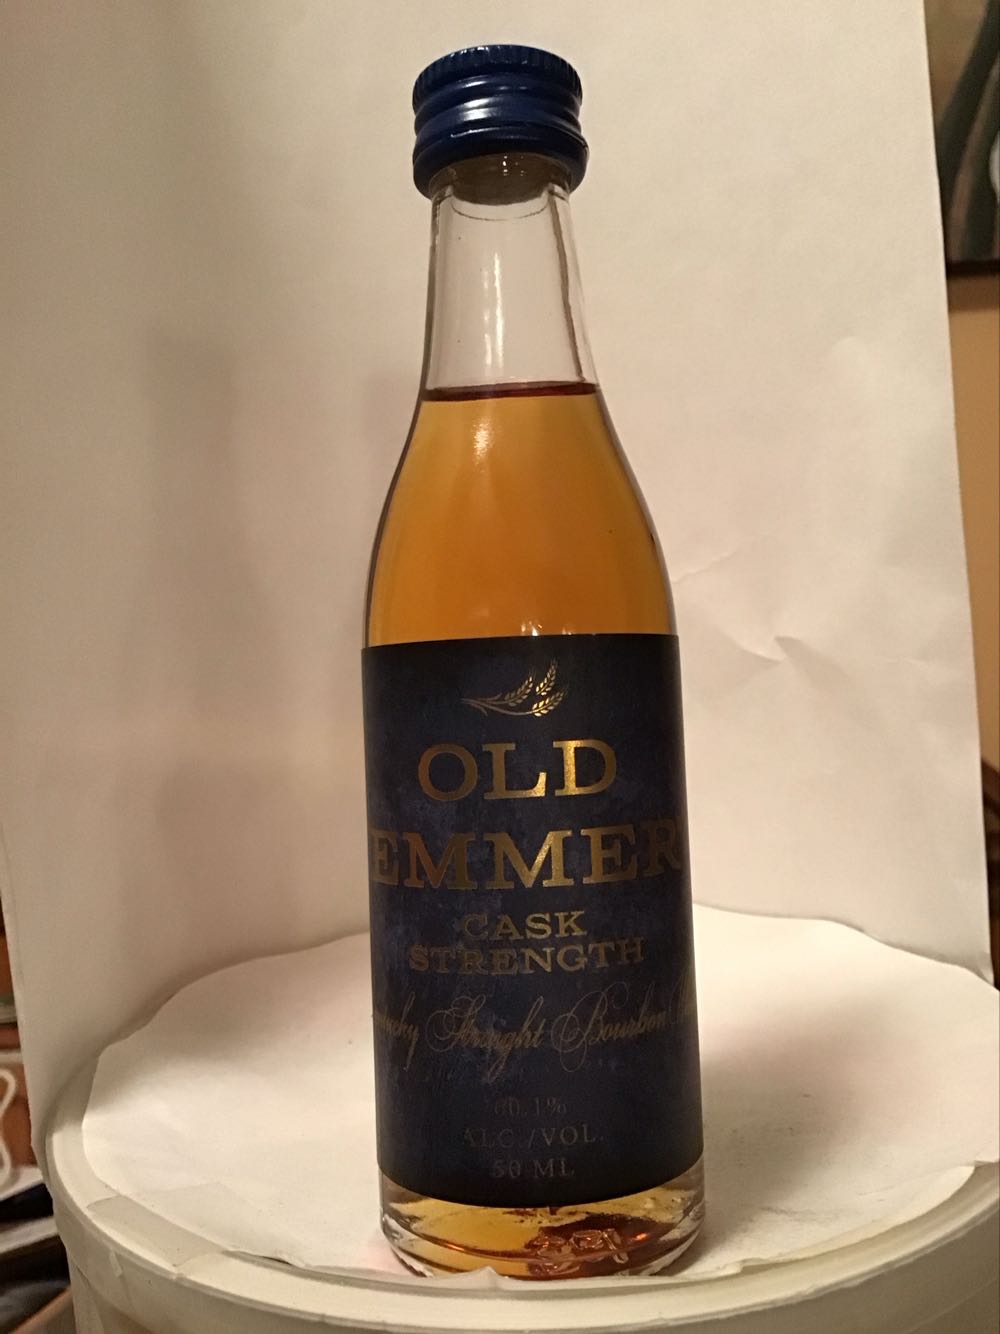 OLD
EMMER
CASK
STRENGTH
Straight Bourbon
60.1%
ALC./VOL.
50 ML